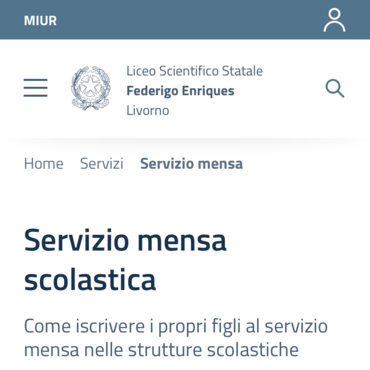 MIUR
Liceo Scientifico Statale
Federigo Enriques
Livorno
Home Servizi Servizio mensa
Servizio mensa
scolastica
Come iscrivere i propri figli al servizio
mensa nelle strutture scolastiche